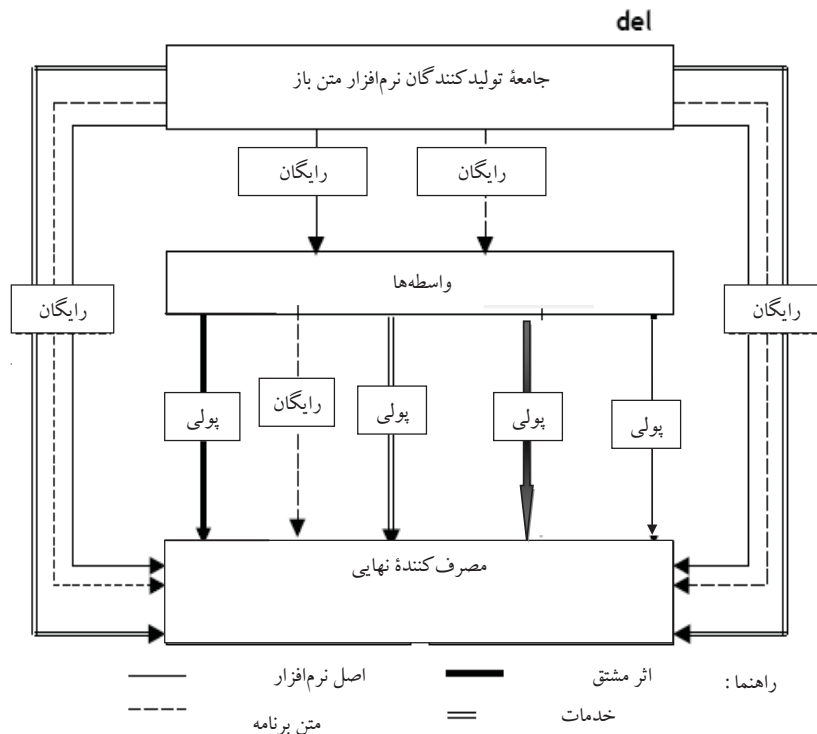 del
جامعهٔ تولیدکنندگان نرم‌افزار متن باز
رایگان
رایگان
واسطه‌ها
رایگان
رایگان
پولی
رایگان
پولی
پولی
پولی
مصرف‌کنندهٔ نهایی
راهنما :
اثر مشتق
اصل نرم‌افزار
خدمات
متن برنامه